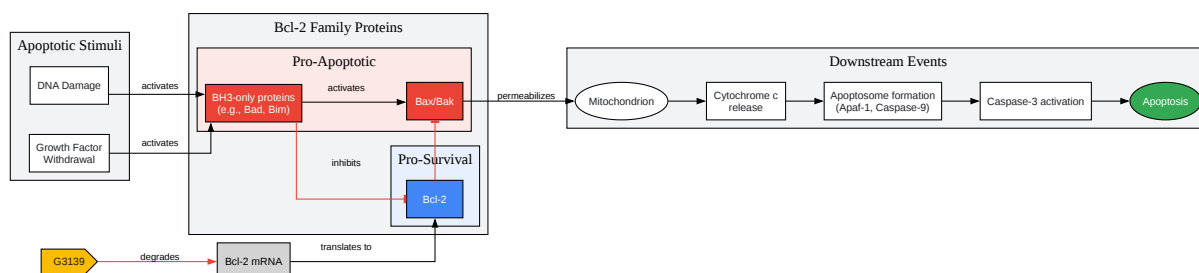 Bcl-2 Family Proteins
Apoptotic Stimuli
Pro-Apoptotic
Downstream Events
DNA Damage
activates
BH3-only proteins
(e.g., Bad, Bim)
activates
Bax/Bak
permeabilizes
Mitochondrion
Cytochrome c
release
Apoptosome formation
(Apaf-1, Caspase-9)
Caspase-3 activation
Apoptosis
Growth Factor
Withdrawal
activates
inhibits
Pro-Survival
Bcl-2
G3139
degrades
Bcl-2 mRNA
translates to